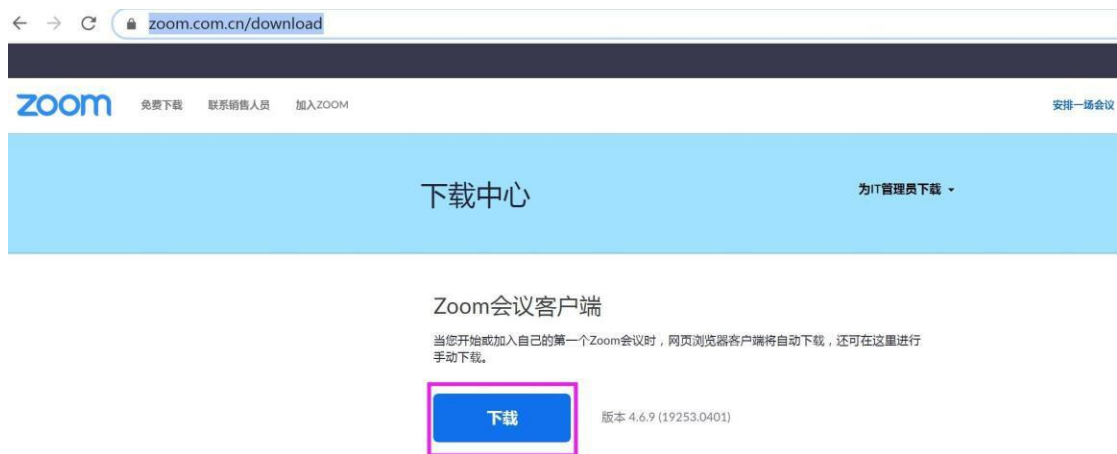 zoom.com.cn/download
zoom 免费下载 联系销售人员 加入ZOOM 安排一场会议
下载中心 为IT管理员下载
Zoom会议客户端
当您开始或加入自己的第一个Zoom会议时，网页浏览器客户端将自动下载，还可在这里进行
手动下载。
下载 版本 4.6.9 (19253.0401)